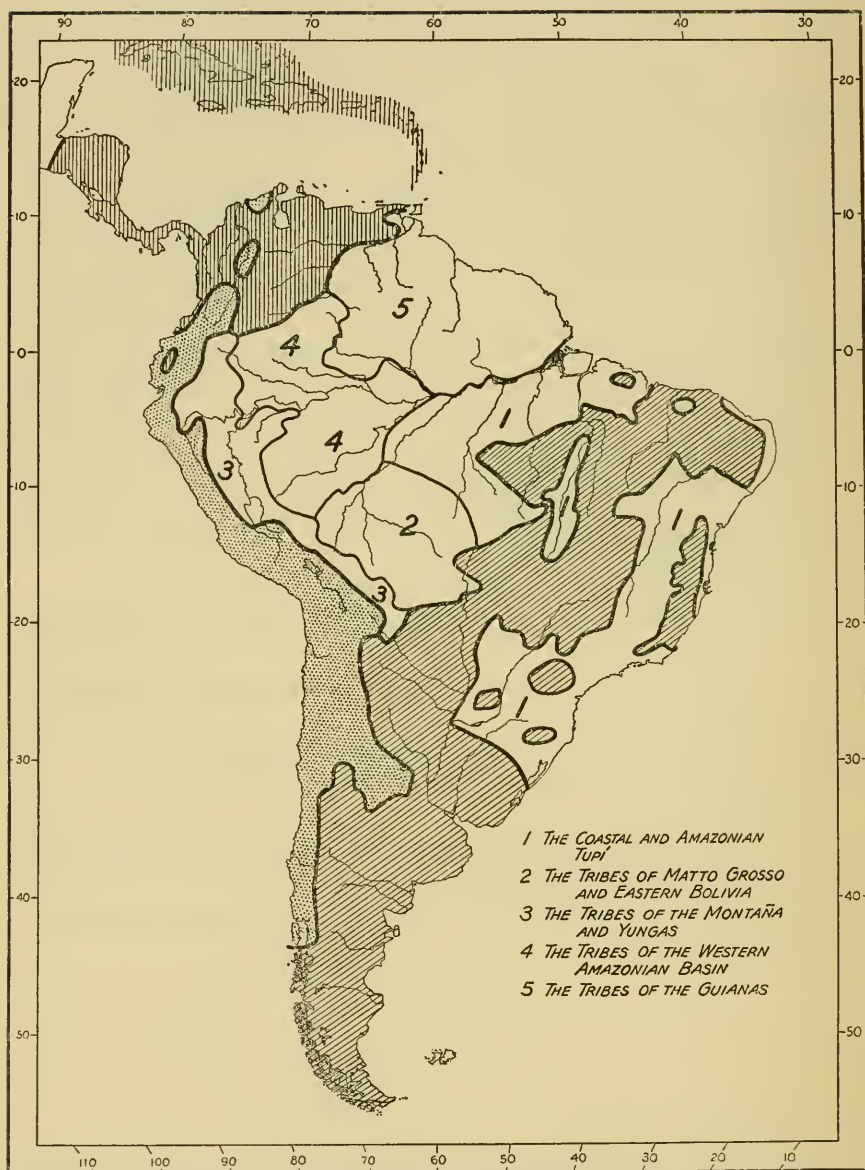 90 80 70 60 50 40 30
20 20
10 10
5
4
0 0
1
4
3
10 10
1
1
2
3
20 20
1
30 30
1 THE COASTAL AND AMAZONIAN
TUPÍ
2 THE TRIBES OF MATTO GROSSO
AND EASTERN BOLIVIA
40 40
3 THE TRIBES OF THE MONTAÑA
AND YUNGAS
4 THE TRIBES OF THE WESTERN
AMAZONIAN BASIN
5 THE TRIBES OF THE GUIANAS
50 50
110 100 90 80 70 60 50 40 30 20 10